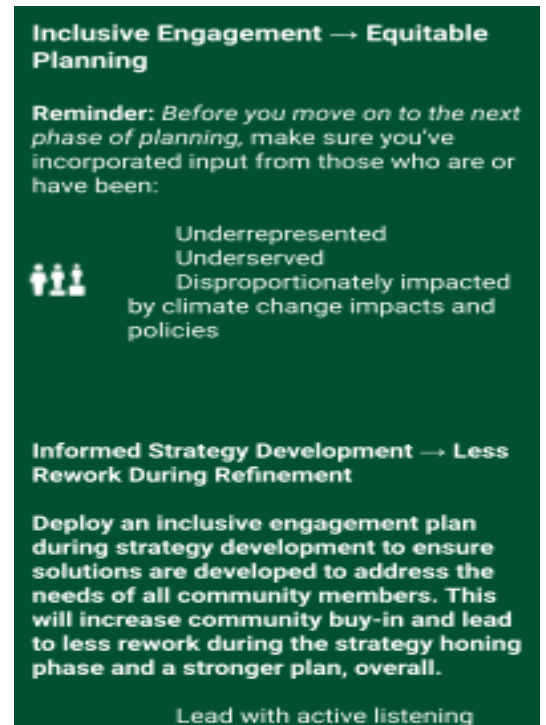 Inclusive Engagement → Equitable
Planning
Reminder: Before you move on to the next
phase of planning, make sure you've
incorporated input from those who are or
have been:
Underrepresented
Underserved
Disproportionately impacted
by climate change impacts and
policies
Informed Strategy Development → Less
Rework During Refinement
Deploy an inclusive engagement plan
during strategy development to ensure
solutions are developed to address the
needs of all community members. This
will increase community buy-in and lead
to less rework during the strategy honing
phase and a stronger plan, overall.
Lead with active listening